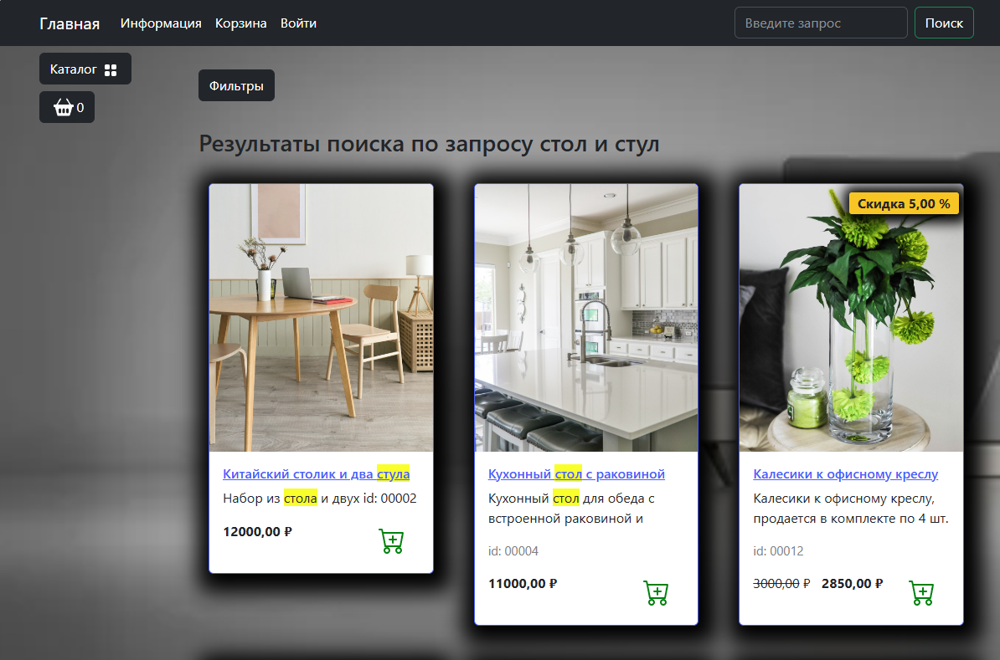 Главная Информация Корзина Войти Введите запрос Поиск
Каталог
Фильтры
0
Результаты поиска по запросу стол и стул
Скидка 5,00 %
Китайский столик и два стула
Набор из стола и двух id: 00002
12000,00 ₽
Кухонный стол с раковиной
Кухонный стол для обеда с
встроенной раковиной и
id: 00004
11000,00 ₽
Калесики к офисному креслу
Калесики к офисному креслу,
продается в комплекте по 4 шт.
id: 00012
3000,00 ₽ 2850,00 ₽